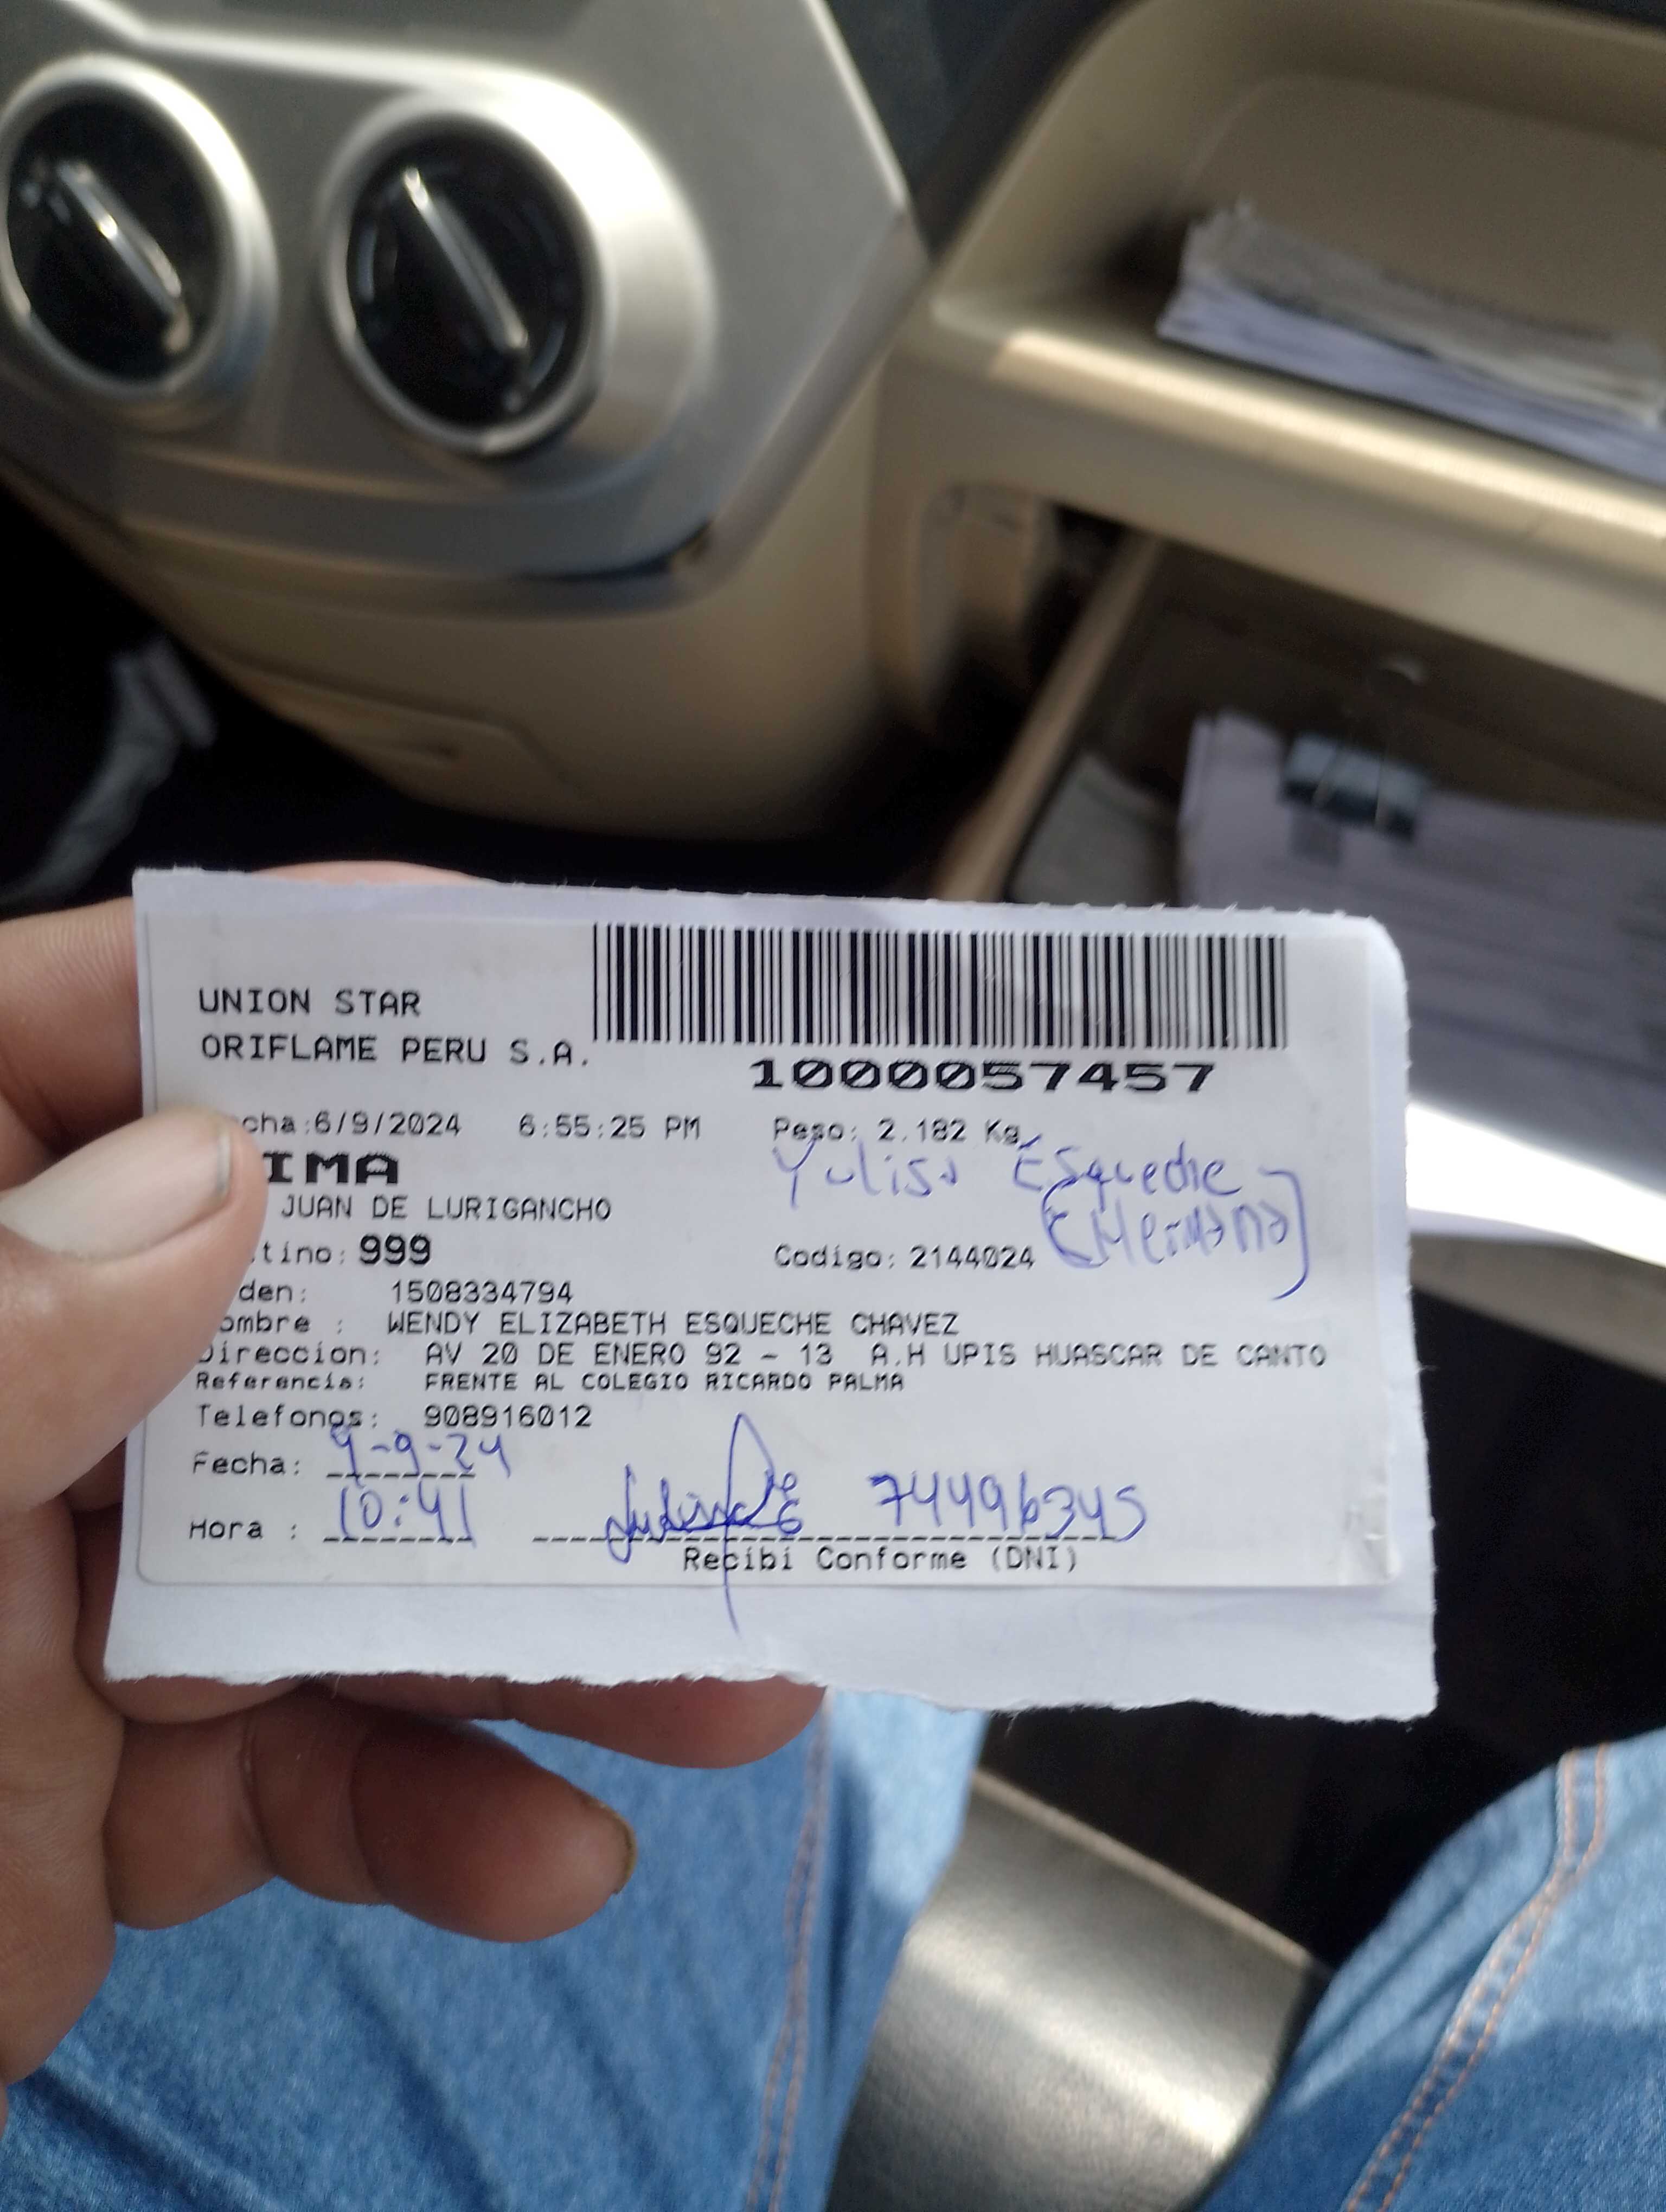 UNION STAR
ORIFLAME PERU S.A.
1000057457
cha:6/9/2024 6:55:25 PM Peso: 2.182 Kg
IMA Yulisa Esqueche
JUAN DE LURIGANCHO (Hermana)
tino: 999 Codigo: 2144024
den: 1508334794
ombre : WENDY ELIZABETH ESQUECHE CHAVEZ
Direccion: AV 20 DE ENERO 92 - 13 A.H UPIS HUASCAR DE CANTO
Referencia: FRENTE AL COLEGIO RICARDO PALMA
Telefonos: 908916012
Fecha: 9-9-24
Hora : 10:41 74496345
Recibi Conforme (DNI)